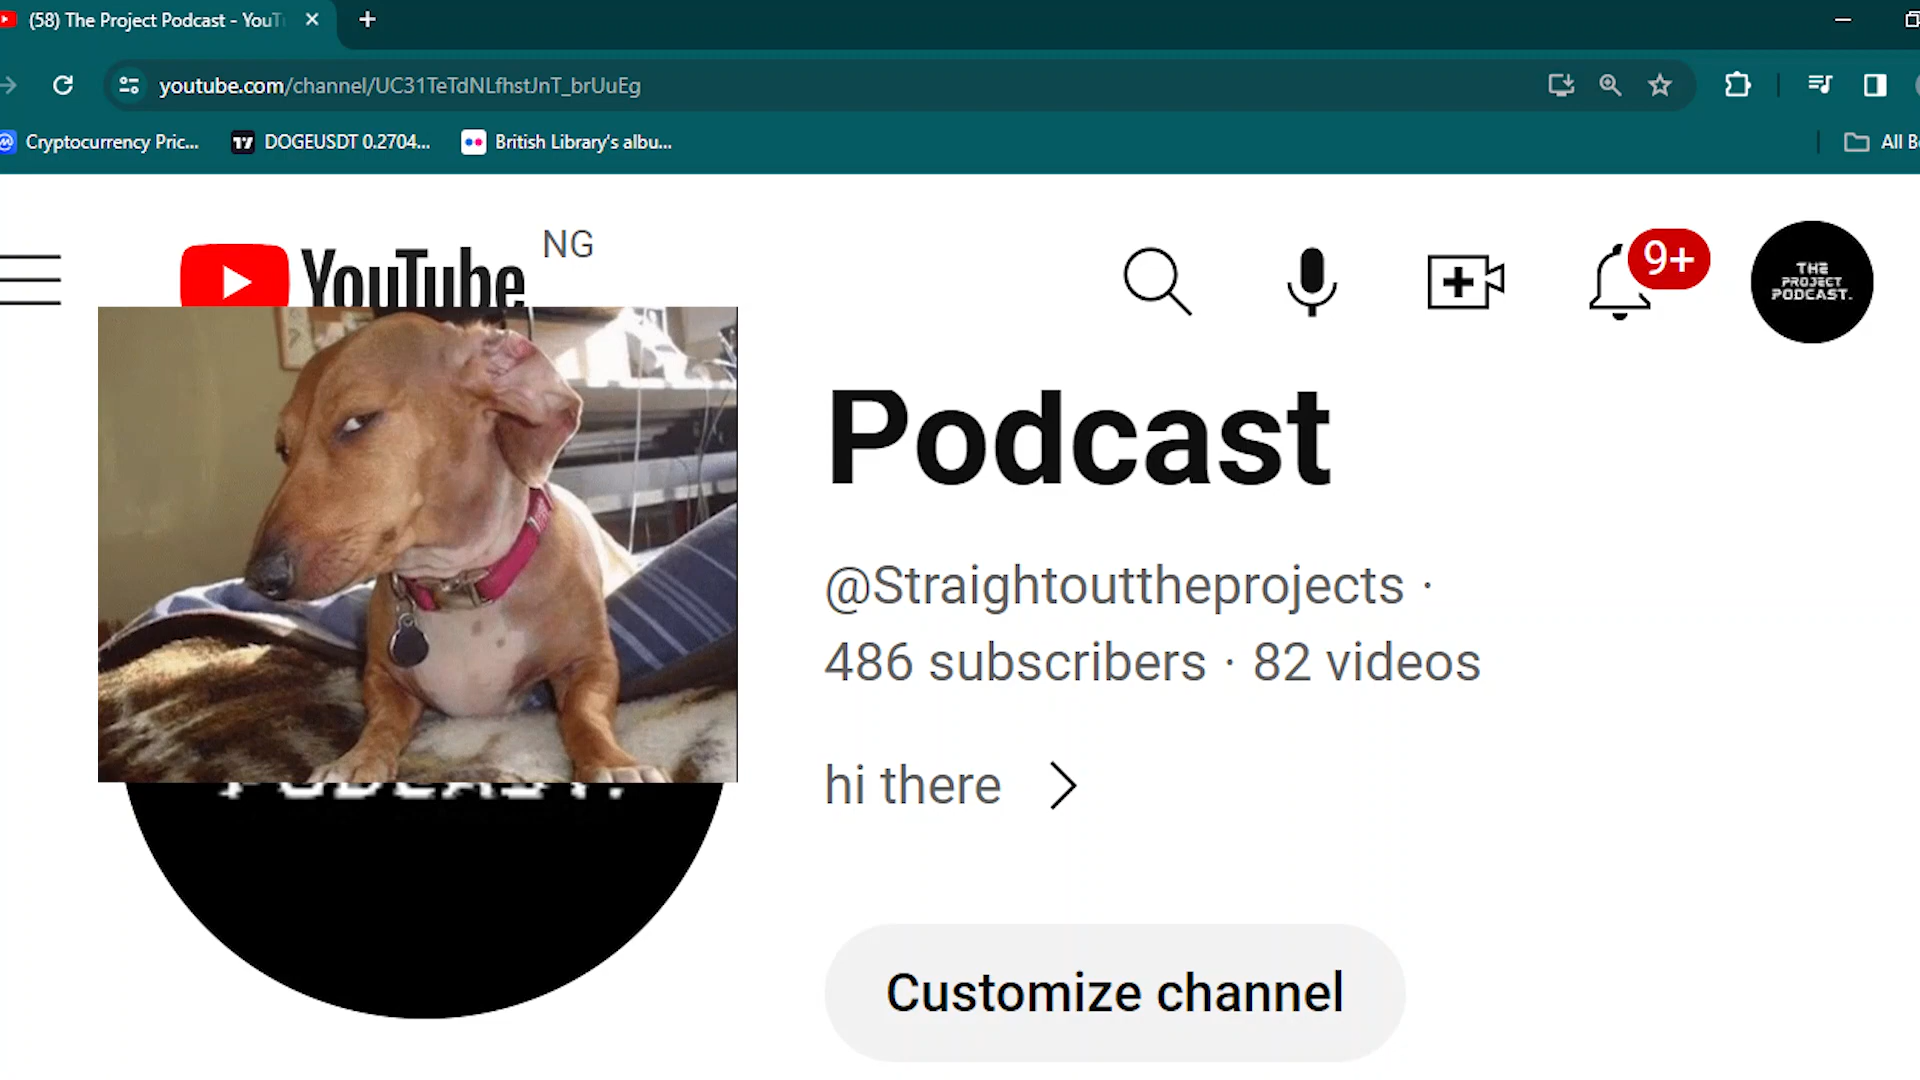 (58) The Project Podcast - YouT
youtube.com/channel/UC31TeTdNLfhstJnT_brUuEg
Cryptocurrency Pric...
DOGEUSDT 0.2704...
British Library's albu...
All B
YouTube NG
9+
THE
PROJECT
PODCAST.
Podcast
@Straightouttheprojects ·
486 subscribers · 82 videos
hi there
PODCAST.
Customize channel